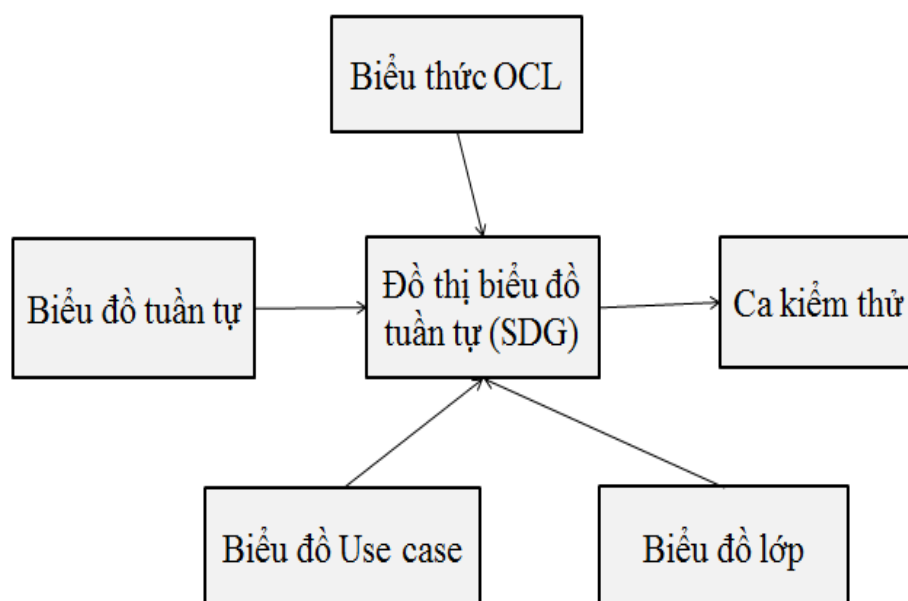 Biểu thức OCL
Biểu đồ tuần tự
Đồ thị biểu đồ
tuần tự (SDG)
Ca kiểm thử
Biểu đồ Use case
Biểu đồ lớp